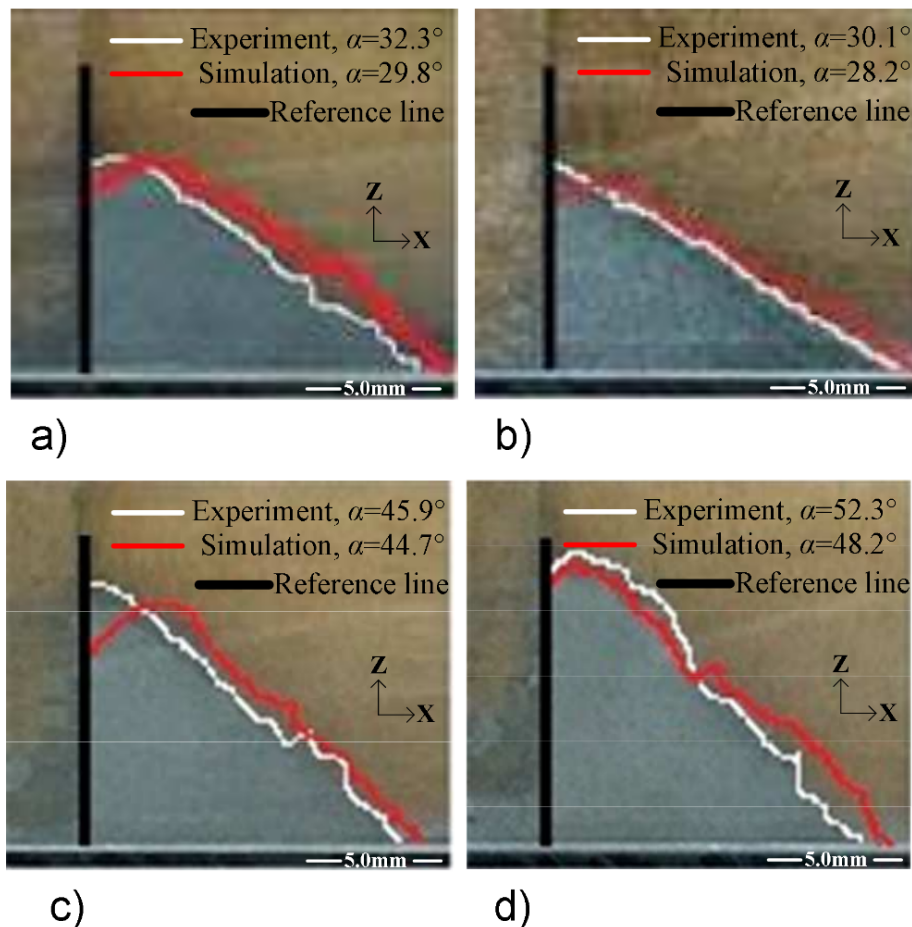 Experiment, α=32.3°
Simulation, α=29.8°
Reference line
Z
X
5.0mm
a)
Experiment, α=30.1°
Simulation, α=28.2°
Reference line
Z
X
5.0mm
b)
Experiment, α=45.9°
Simulation, α=44.7°
Reference line
Z
X
5.0mm
c)
Experiment, α=52.3°
Simulation, α=48.2°
Reference line
Z
X
5.0mm
d)